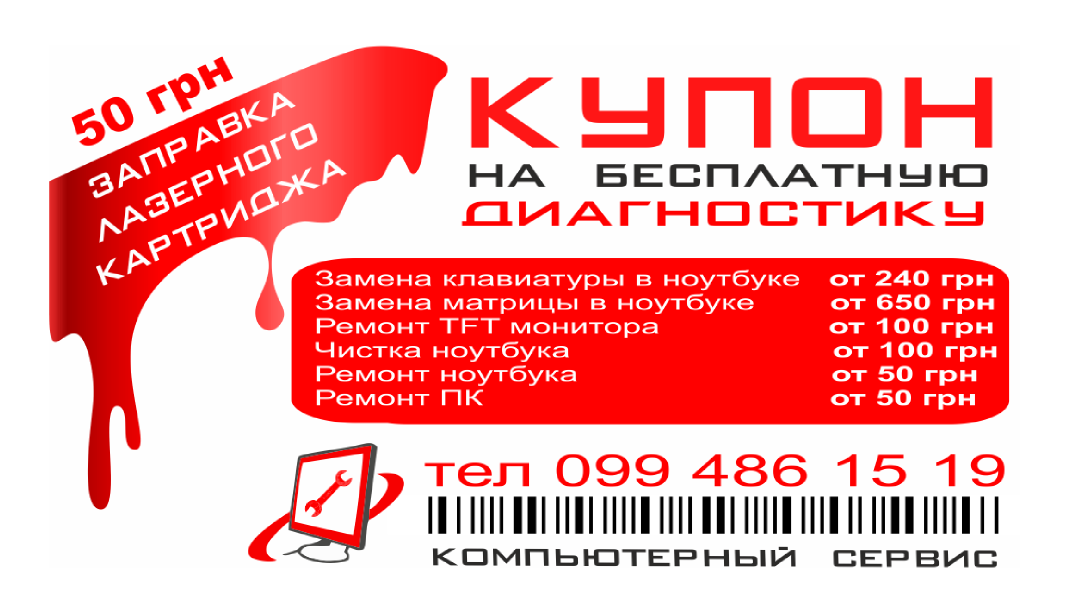 50 грн
ЗАПРАВКА
ЛАЗЕРНОГО
КАРТРИДЖА
КУПОН
НА БЕСПЛАТНУЮ
ДИАГНОСТИКУ
Замена клавиатуры в ноутбуке от 240 грн
Замена матрицы в ноутбуке от 650 грн
Ремонт TFT монитора от 100 грн
Чистка ноутбука от 100 грн
Ремонт ноутбука от 50 грн
Ремонт ПК от 50 грн
тел 099 486 15 19
КОМПЬЮТЕРНЫЙ СЕРВИС